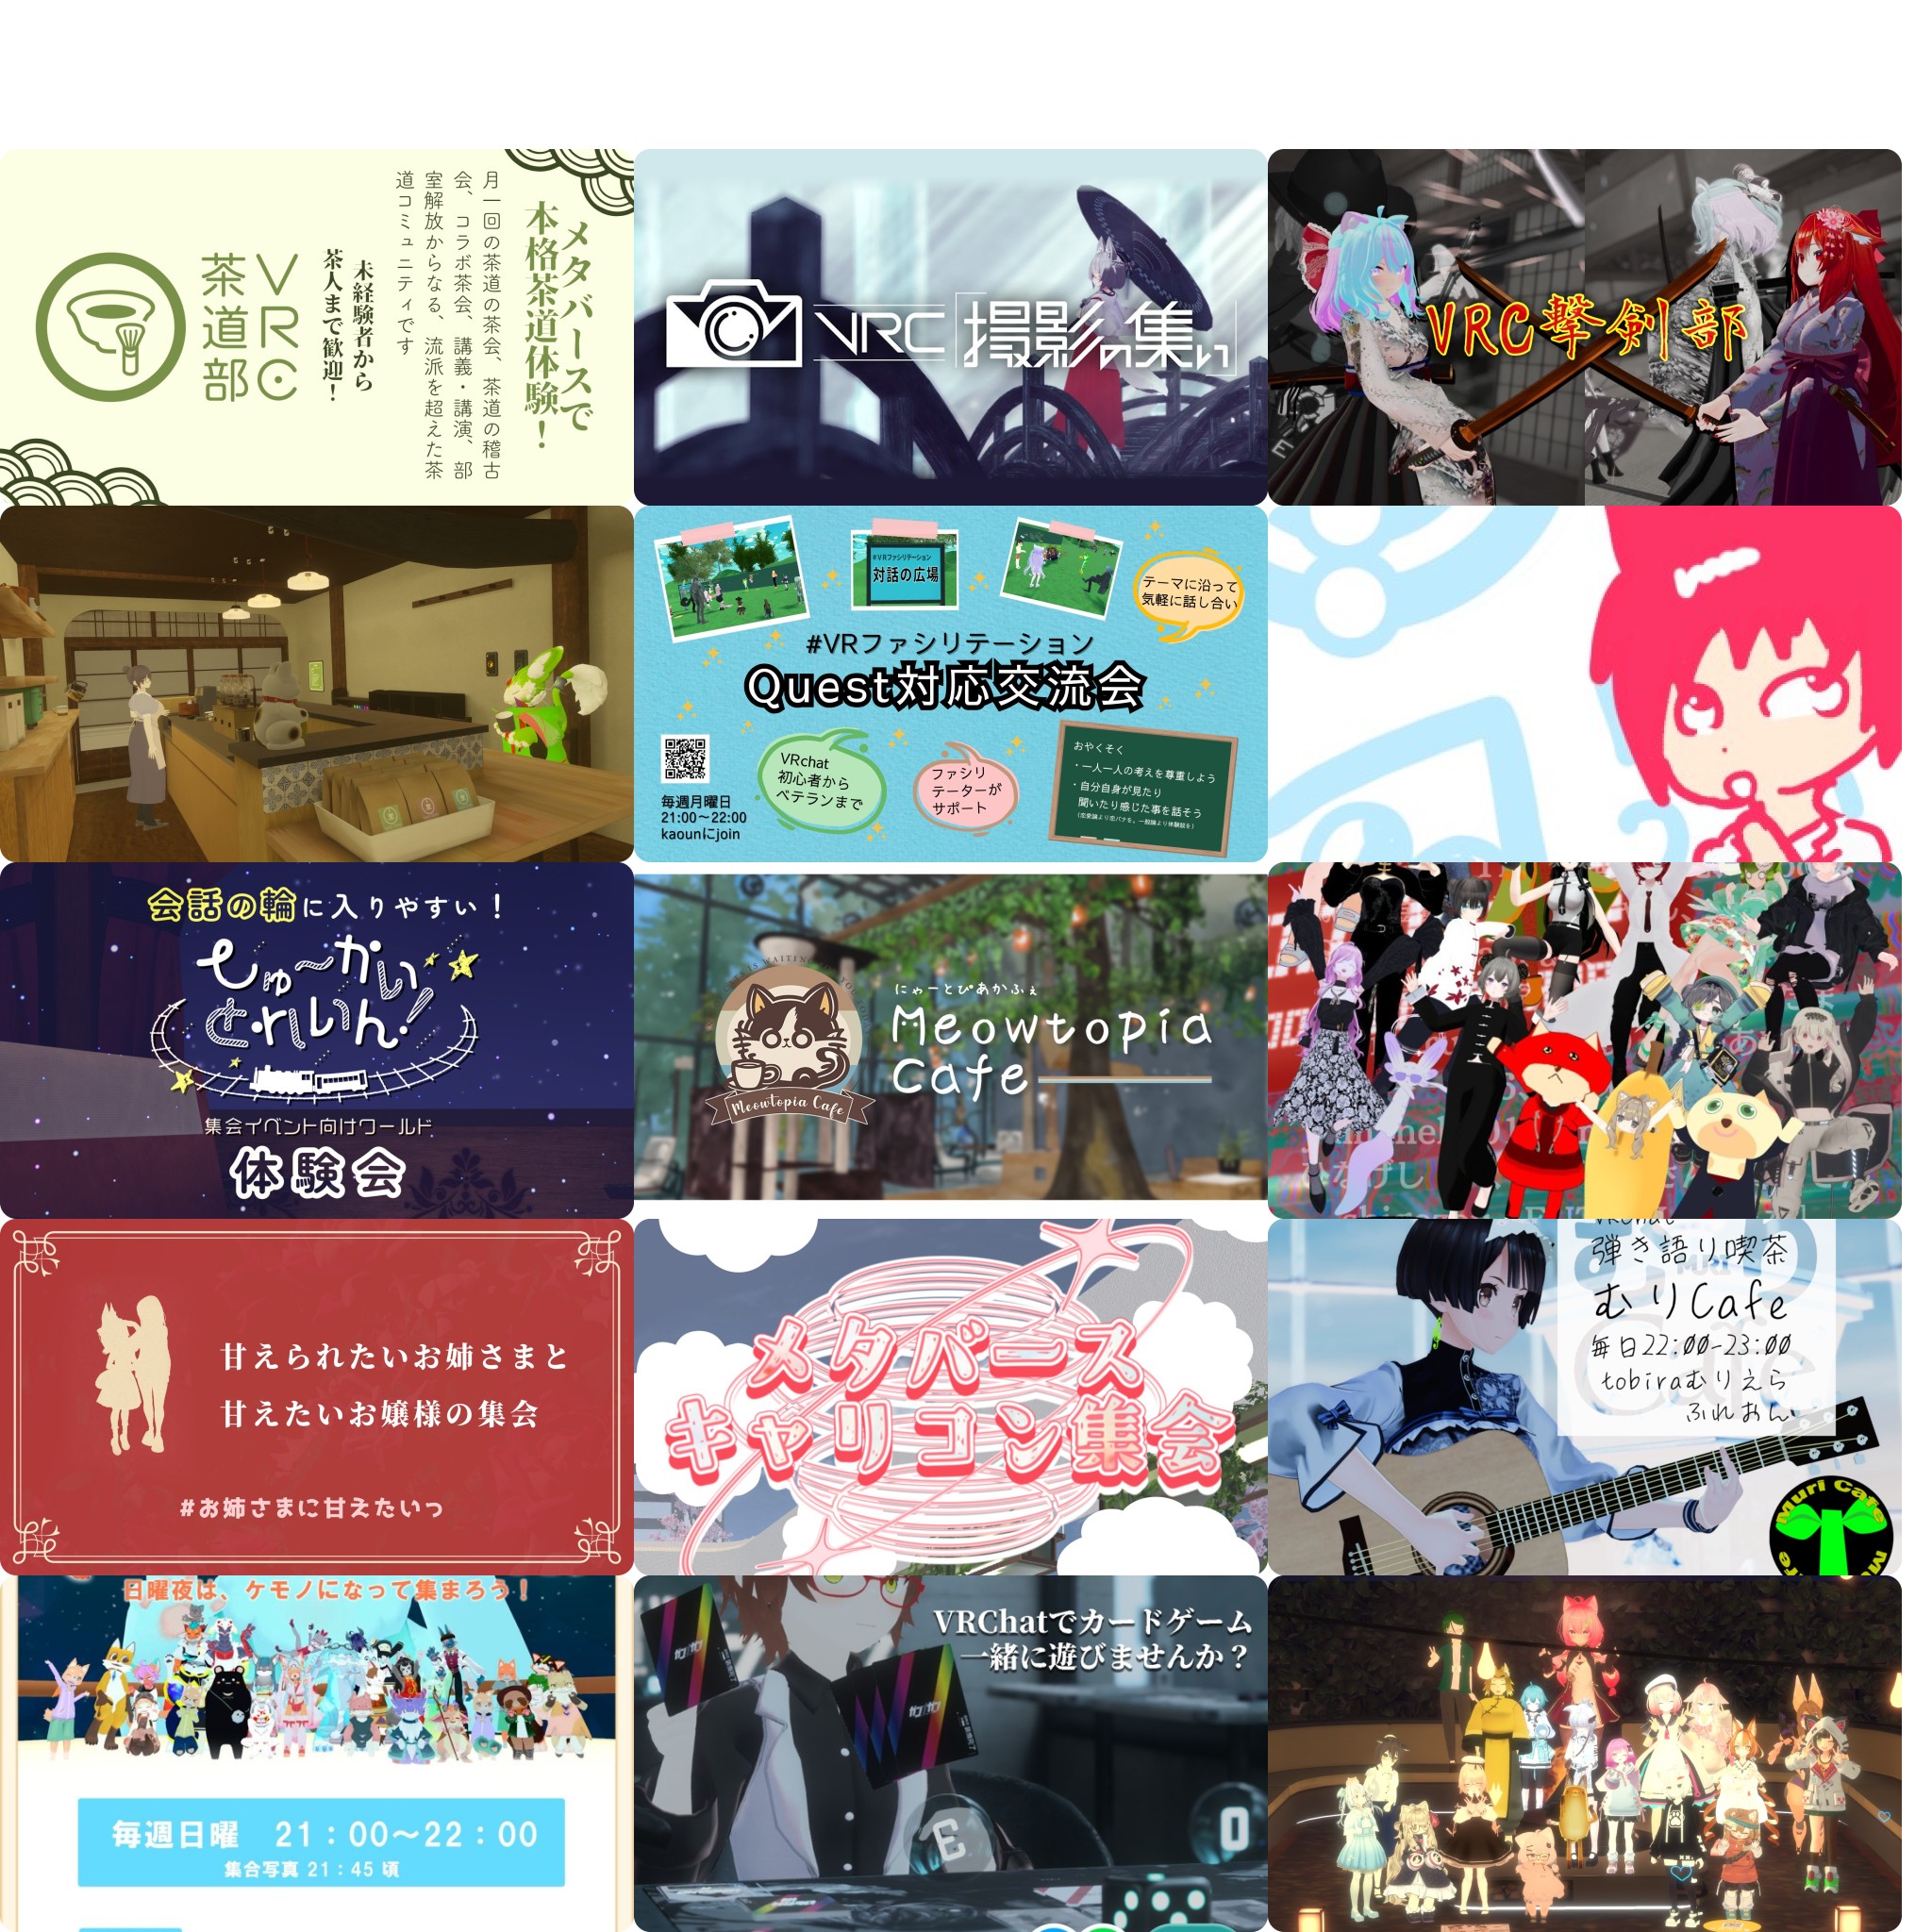 メタバースで
本格茶道体験！
月一回の茶道の茶会、茶道の稽古
会、コラボ茶会、講義・講演、部
室解放からなる、流派を超えた茶
道コミュニティです
未経験者から
茶人まで歓迎！
VRC
茶道部
VRC撮影の集い
VRC撃剣部
#VRファシリテーション
対話の広場
テーマに沿って
気軽に話し合い
#VRファシリテーション
Quest対応交流会
毎週月曜日
21:00～22:00
kaounにjoin
VRchat
初心者から
ベテランまで
ファシリ
テーターが
サポート
おやくそく
・一人一人の考えを尊重しよう
・自分自身が見たり
聞いたり感じた事を話そう
会話の輪に入りやすい！
ちゅ～かい
とれいん！
集会イベント向けワールド
体験会
にゃーとぴあかふぇ
Meowtopia
Cafe
Meowtopia Cafe
甘えられたいお姉さまと
甘えたいお嬢様の集会
#お姉さまに甘えたいっ
メタバース
キャリコン集会
VRChat
弾き語り喫茶
むりCafe
毎日22:00-23:00
tobiraむりえら
ふれおん
Muri Cafe
日曜夜は、ケモノになって集まろう！
毎週日曜 21：00～22：00
集合写真 21：45 頃
VRChatでカードゲーム
一緒に遊びませんか？